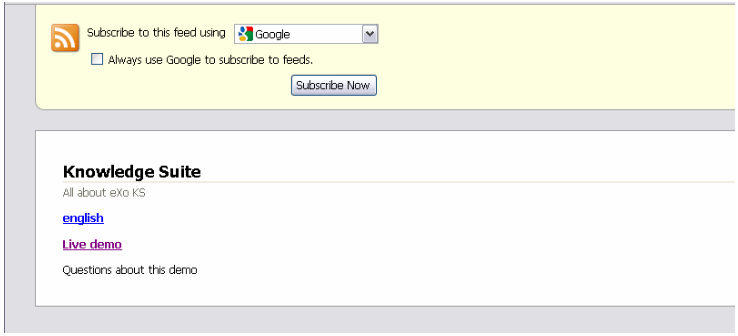 Subscribe to this feed using Google
Always use Google to subscribe to feeds.
Subscribe Now
Knowledge Suite
All about eXo KS
english
Live demo
Questions about this demo